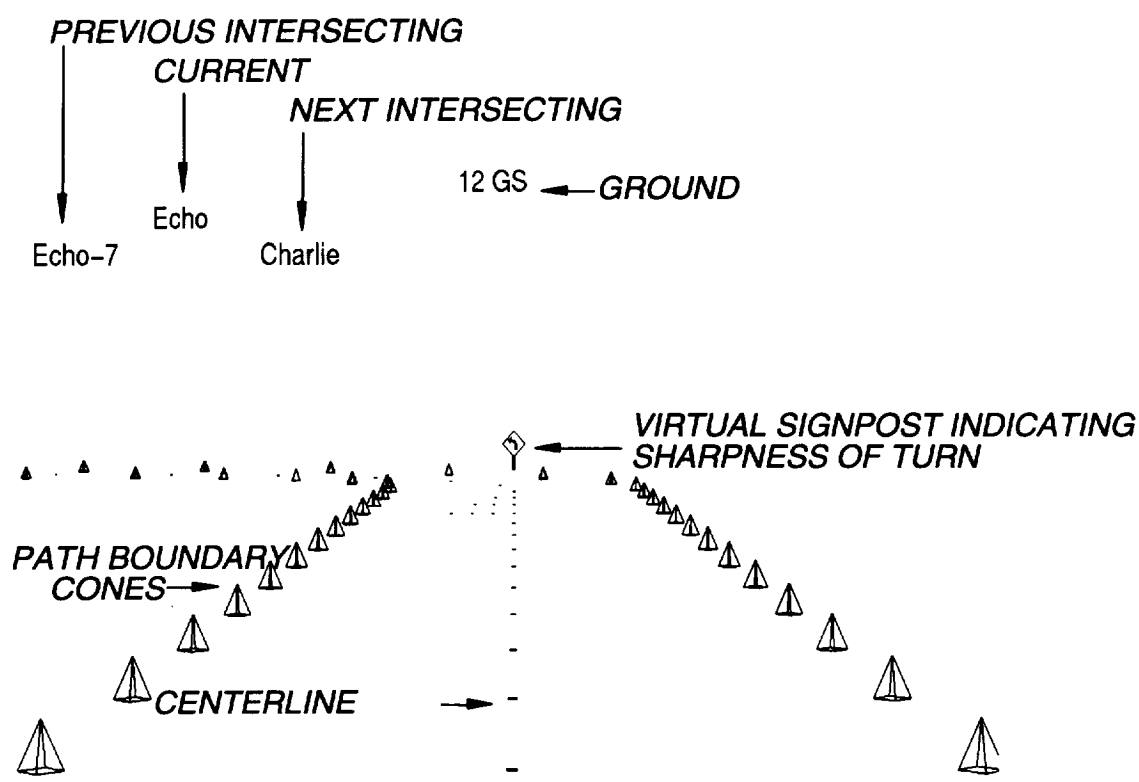 PREVIOUS INTERSECTING
CURRENT
NEXT INTERSECTING
12 GS
GROUND
Echo
Echo-7
Charlie
VIRTUAL SIGNPOST INDICATING
SHARPNESS OF TURN
PATH BOUNDARY
CONES
CENTERLINE